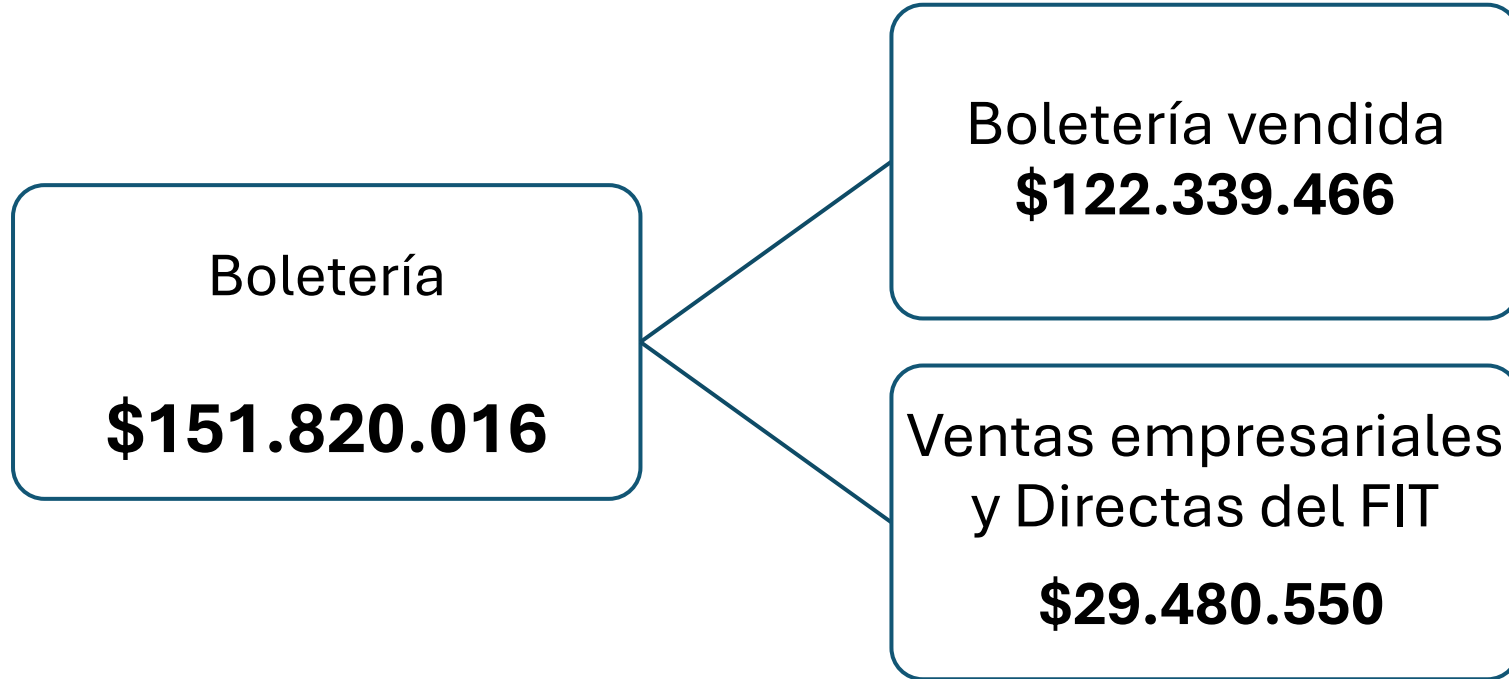 Boletería
$151.820.016
Boletería vendida
$122.339.466
Ventas empresariales
y Directas del FIT
$29.480.550